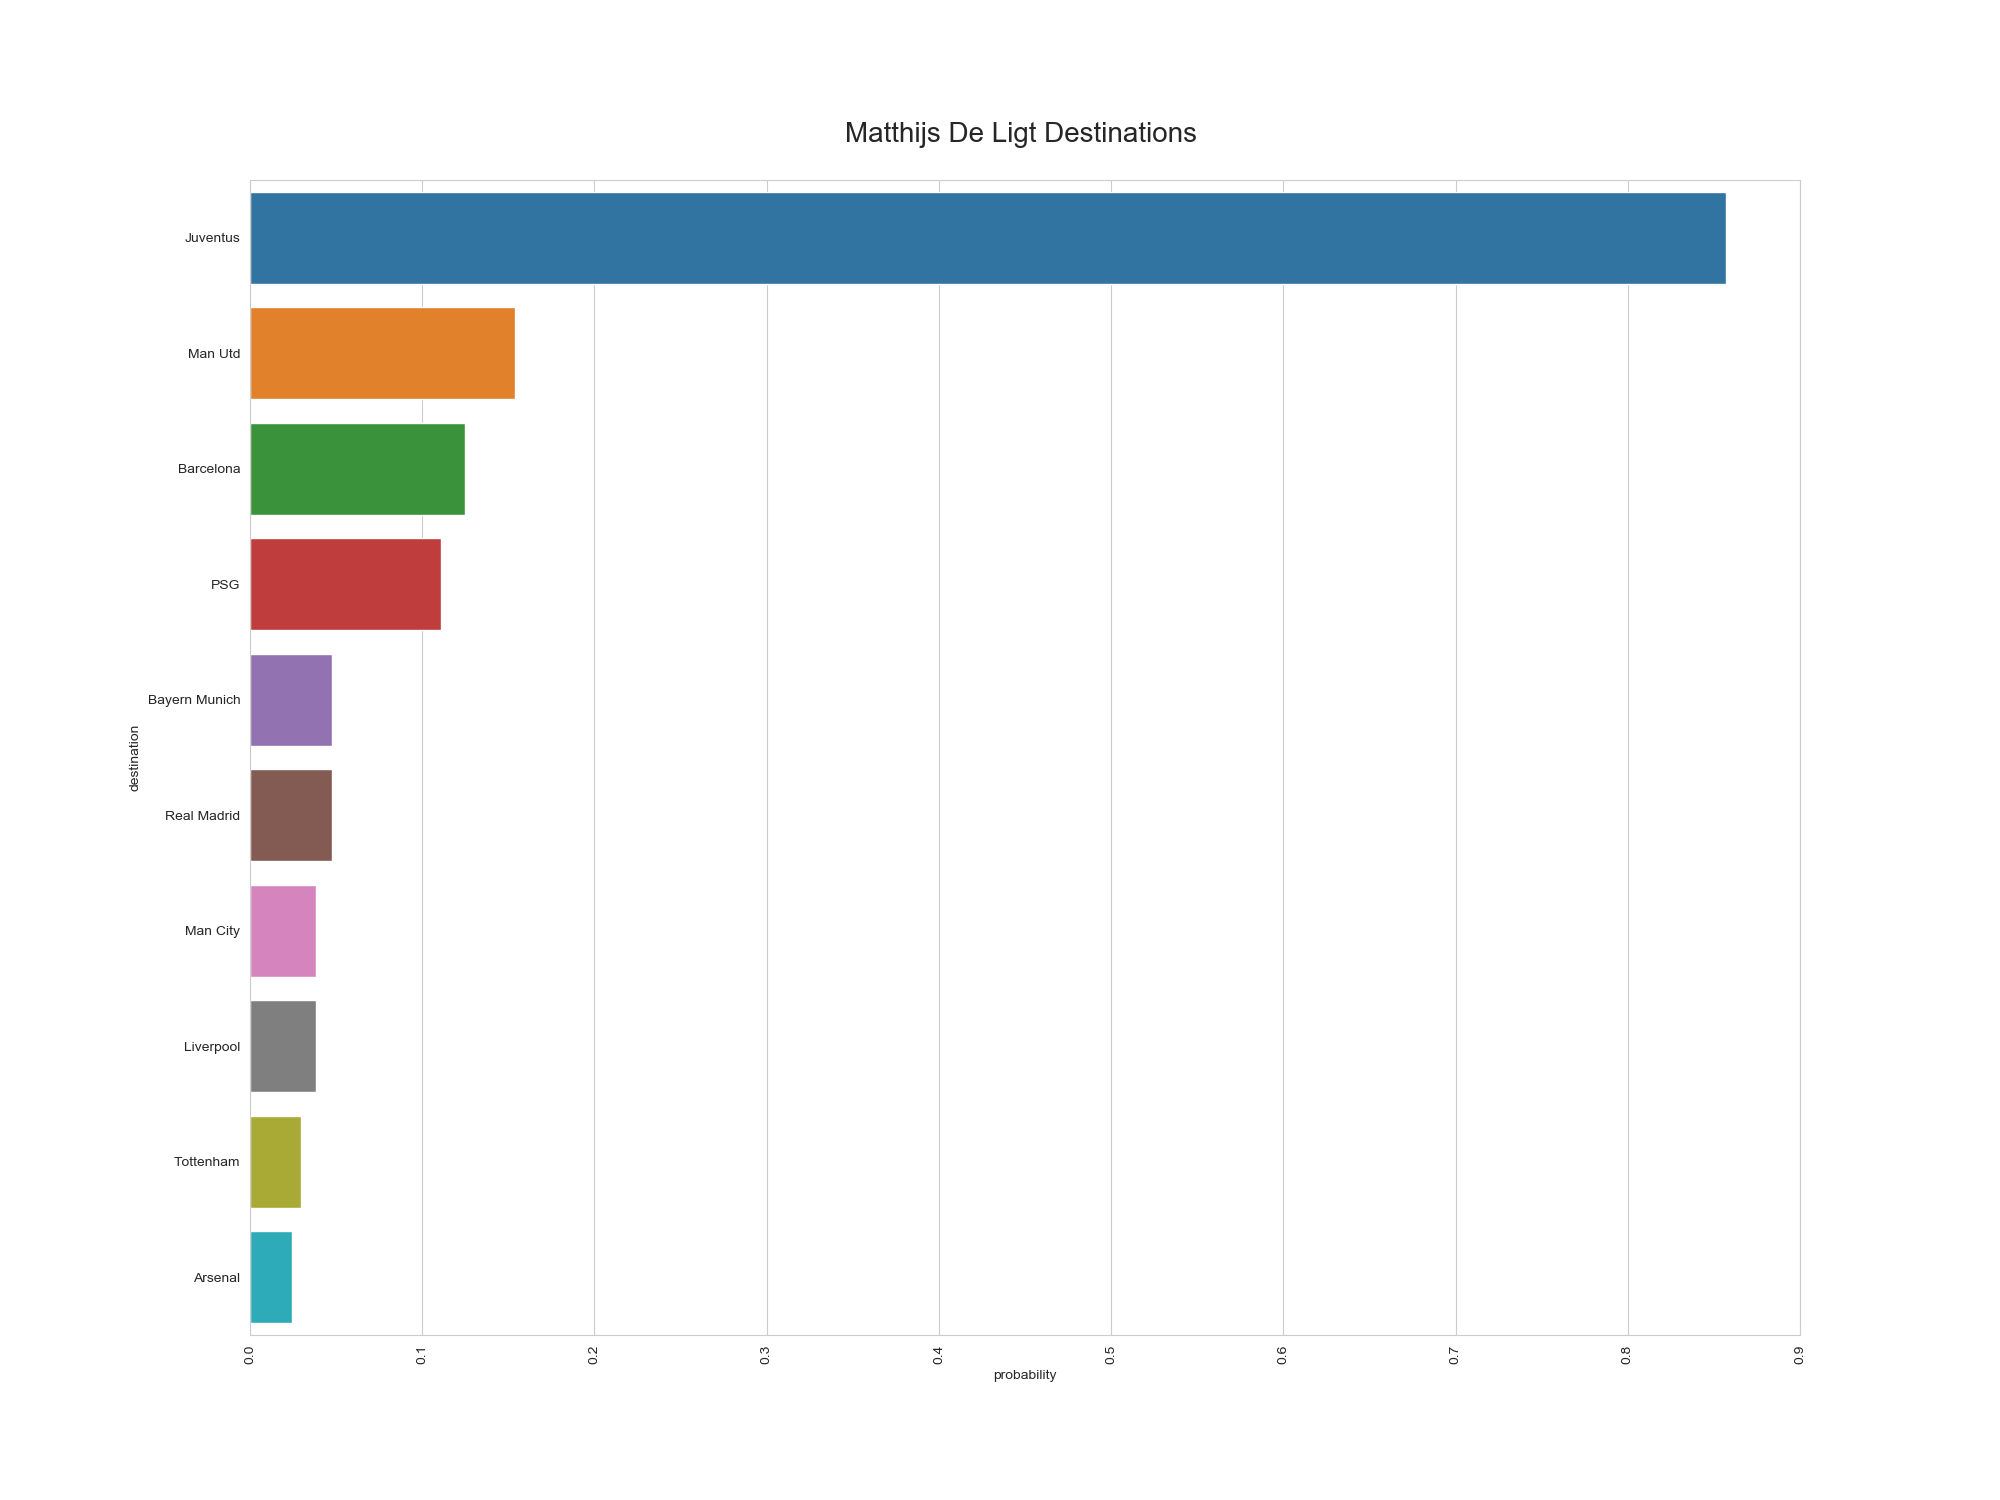 Matthijs De Ligt Destinations
Juventus
Man Utd
Barcelona
PSG
Bayern Munich
Real Madrid
Man City
Liverpool
Tottenham
Arsenal
destination
0.0 0.1 0.2 0.3 0.4 0.5 0.6 0.7 0.8 0.9
probability